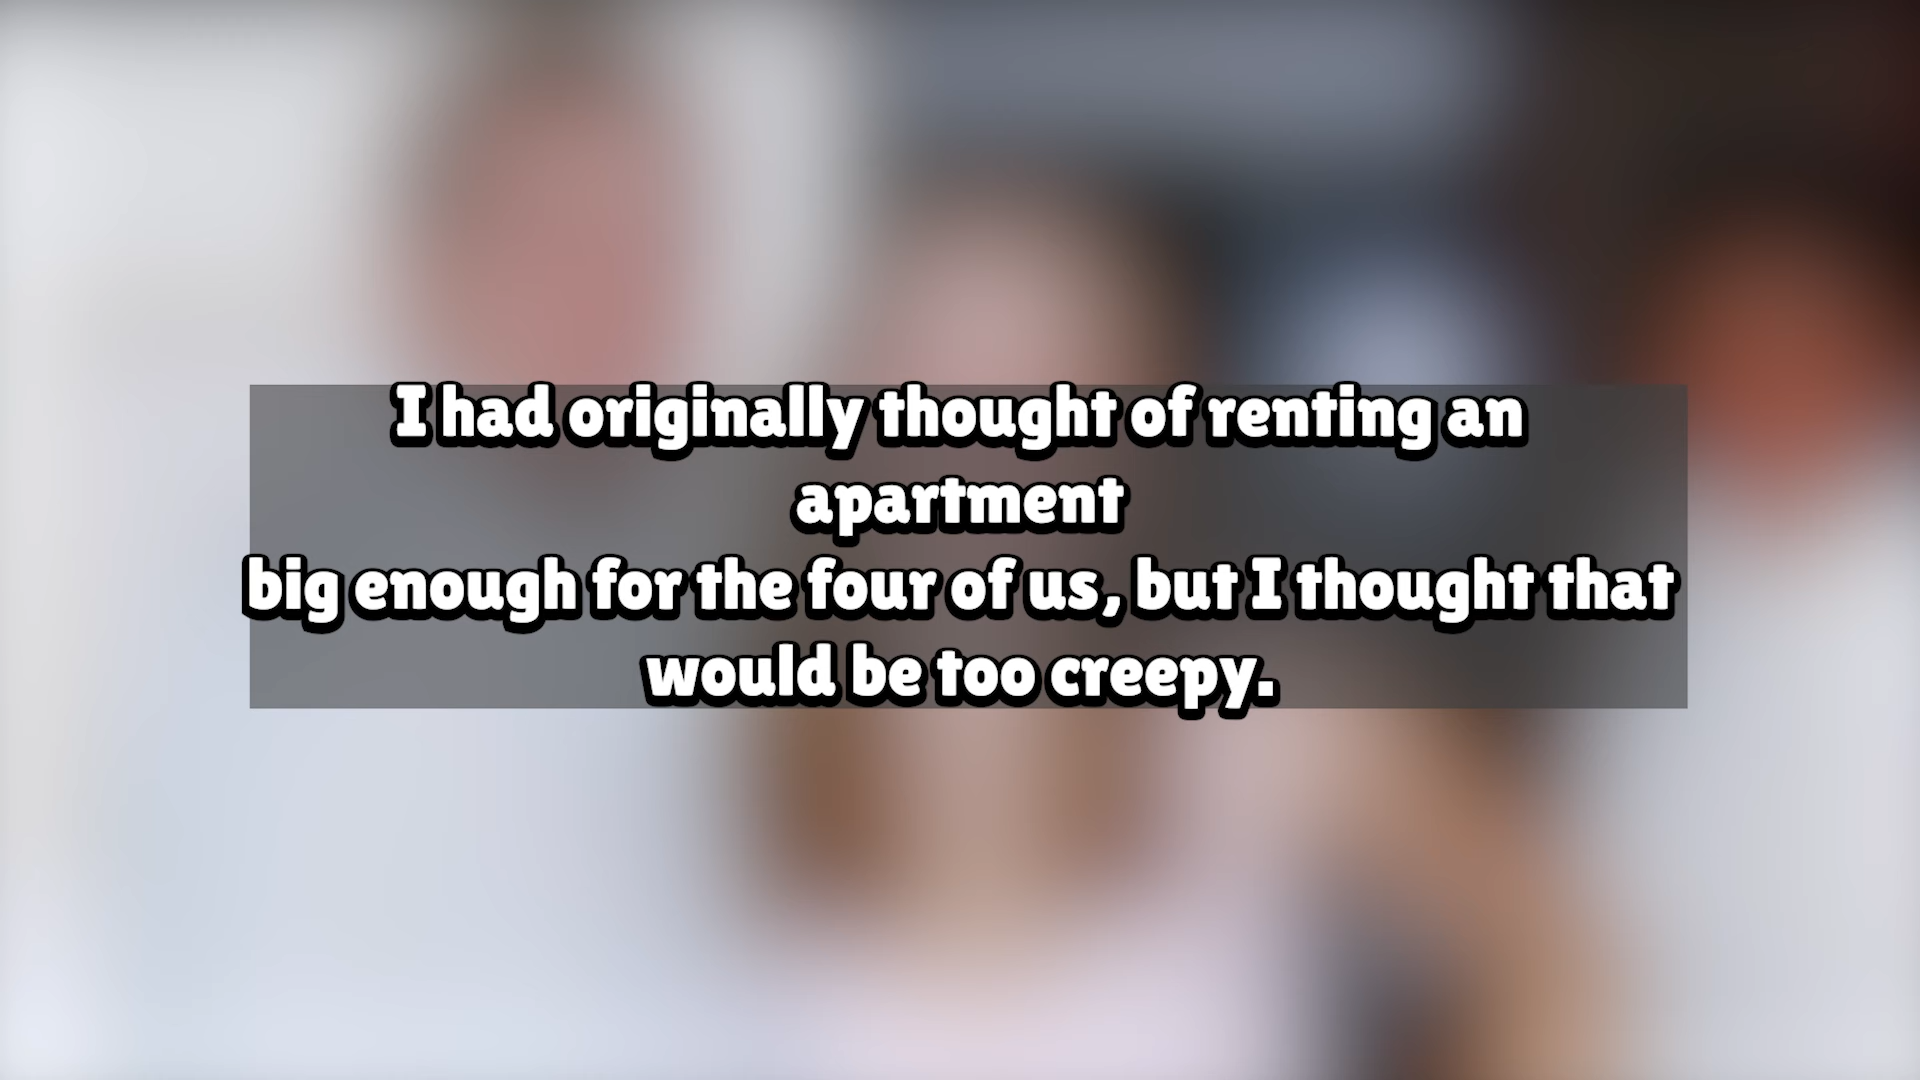 I had originally thought of renting an
apartment
big enough for the four of us, but I thought that
would be too creepy.